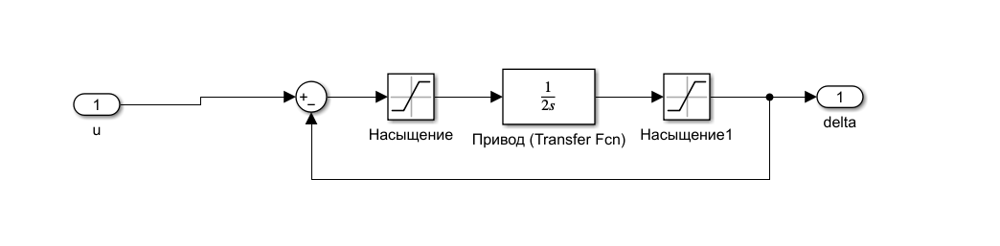 1
u
+
−
Насыщение
1
2s
Привод (Transfer Fcn)
Насыщение1
1
delta